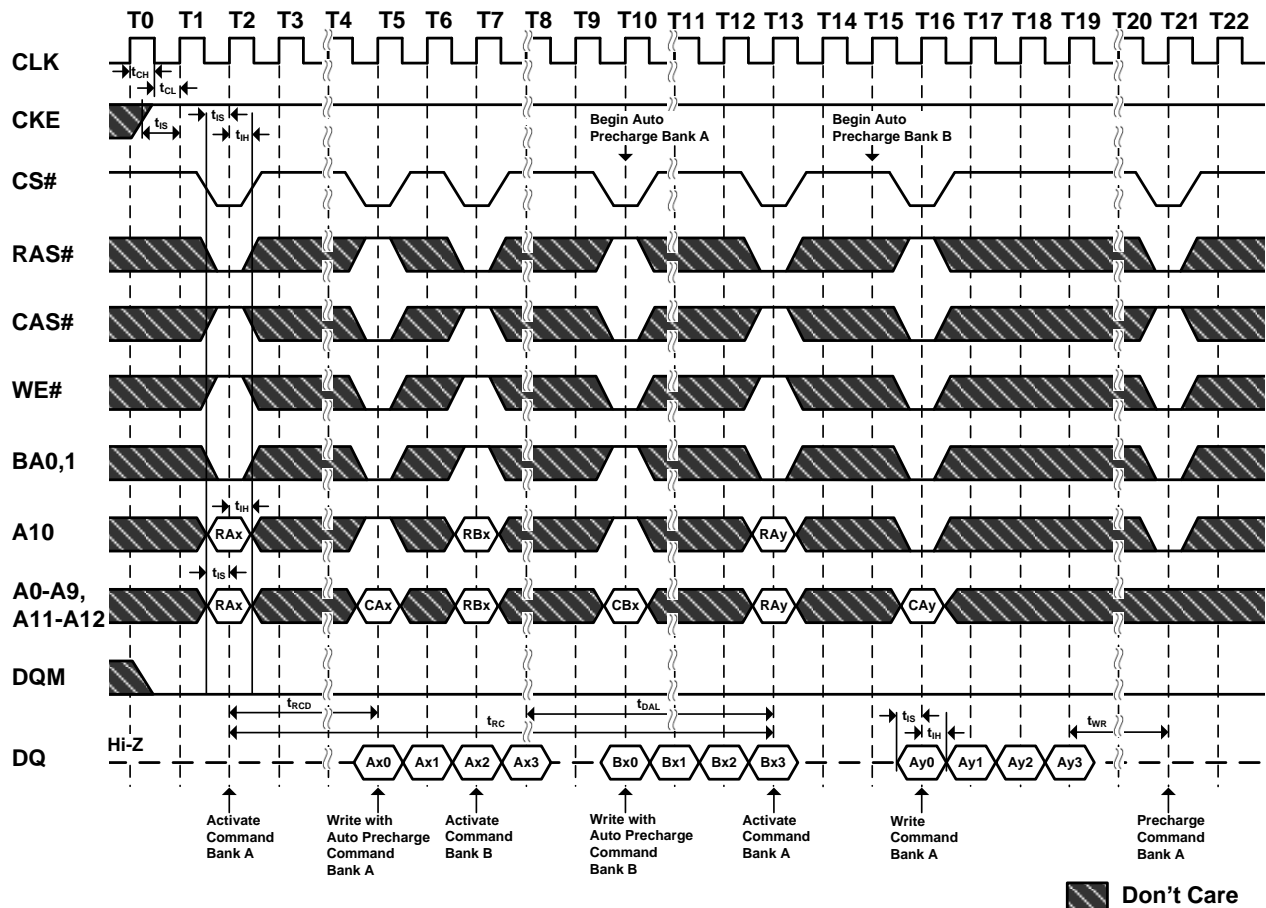 T0 T1 T2 T3 T4 T5 T6 T7 T8 T9 T10 T11 T12 T13 T14 T15 T16 T17 T18 T19 T20 T21 T22
CLK
tCH
tCL
CKE
tIS
tIS
tIH
Begin Auto
Precharge Bank A
Begin Auto
Precharge Bank B
CS#
RAS#
CAS#
WE#
BA0,1
tIH
A10
RAx RBx RAy
tIS
A0-A9,
A11-A12
RAx CAx RBx CBx RAy CAy
DQM
tRCD
tDAL
tRC
tIS
tIH
tWR
Hi-Z
DQ
Ax0 Ax1 Ax2 Ax3 Bx0 Bx1 Bx2 Bx3 Ay0 Ay1 Ay2 Ay3
Activate
Command
Bank A
Write with
Auto Precharge
Command
Bank A
Activate
Command
Bank B
Write with
Auto Precharge
Command
Bank B
Activate
Command
Bank A
Write
Command
Bank A
Precharge
Command
Bank A
Don't Care